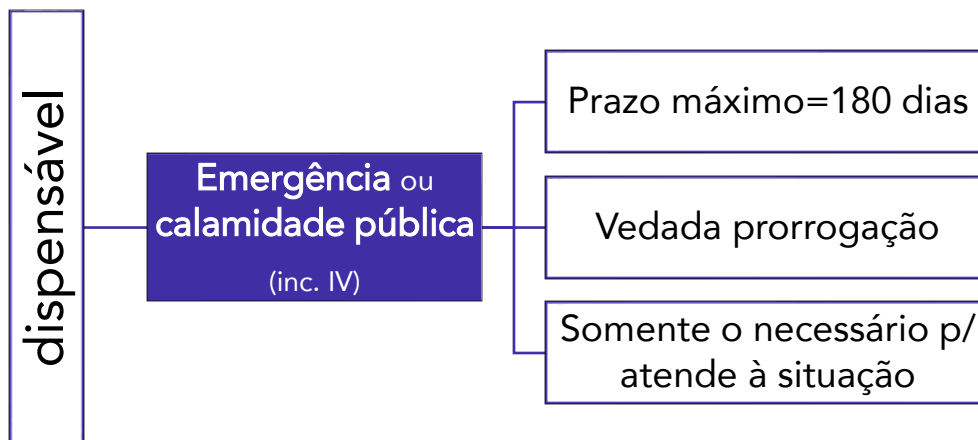 dispensável
Emergência ou
calamidade pública
(inc. IV)
Prazo máximo=180 dias
Vedada prorrogação
Somente o necessário p/
atende à situação